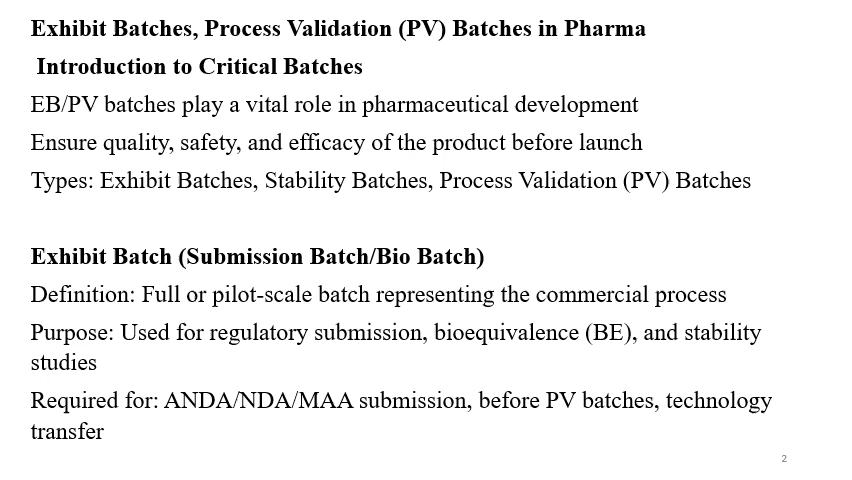 Exhibit Batches, Process Validation (PV) Batches in Pharma
Introduction to Critical Batches
EB/PV batches play a vital role in pharmaceutical development
Ensure quality, safety, and efficacy of the product before launch
Types: Exhibit Batches, Stability Batches, Process Validation (PV) Batches
Exhibit Batch (Submission Batch/Bio Batch)
Definition: Full or pilot-scale batch representing the commercial process
Purpose: Used for regulatory submission, bioequivalence (BE), and stability
studies
Required for: ANDA/NDA/MAA submission, before PV batches, technology
transfer
2